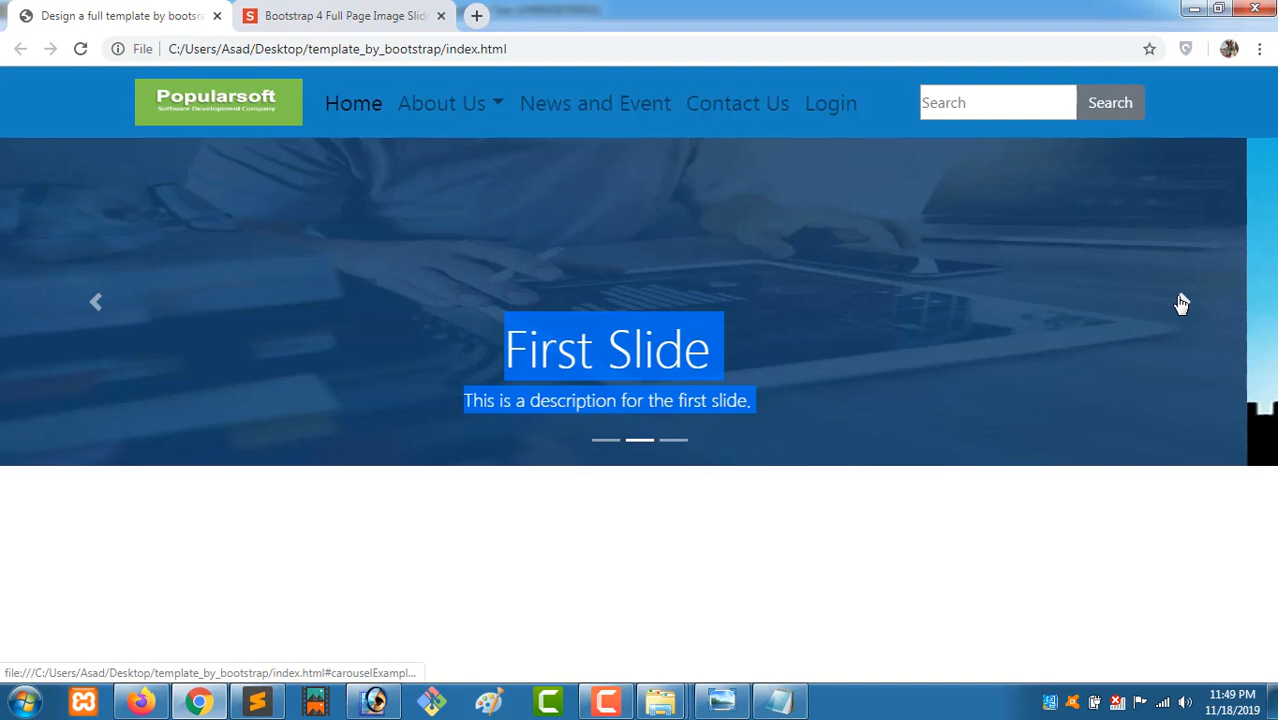 Design a full template by bootstra
Bootstrap 4 Full Page Image Slid
File
C:/Users/Asad/Desktop/template_by_bootstrap/index.html
Popularsoft
Software Development Company
Home
About Us
News and Event
Contact Us
Login
Search
Search
First Slide
This is a description for the first slide.
file:///C:/Users/Asad/Desktop/template_by_bootstrap/index.html#carouselExampl...
11:49 PM
11/18/2019